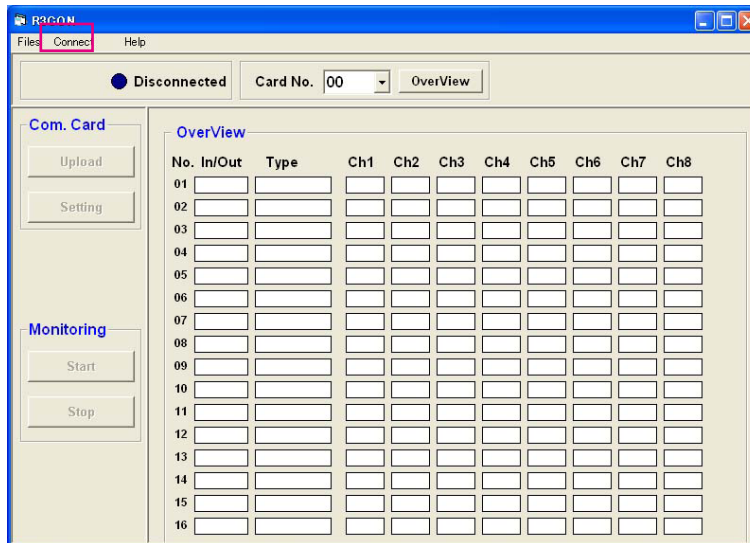 R3CON
Files Connect Help
Disconnected Card No. 00 OverView
Com. Card
Upload
Setting
Monitoring
Start
Stop
OverView
No. In/Out Type Ch1 Ch2 Ch3 Ch4 Ch5 Ch6 Ch7 Ch8
01
02
03
04
05
06
07
08
09
10
11
12
13
14
15
16